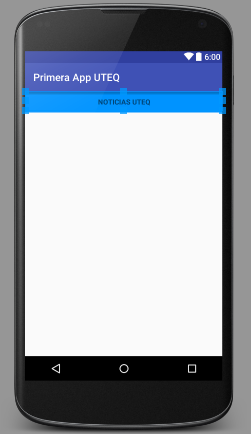 6:00
Primera App UTEQ
NOTICIAS UTEQ